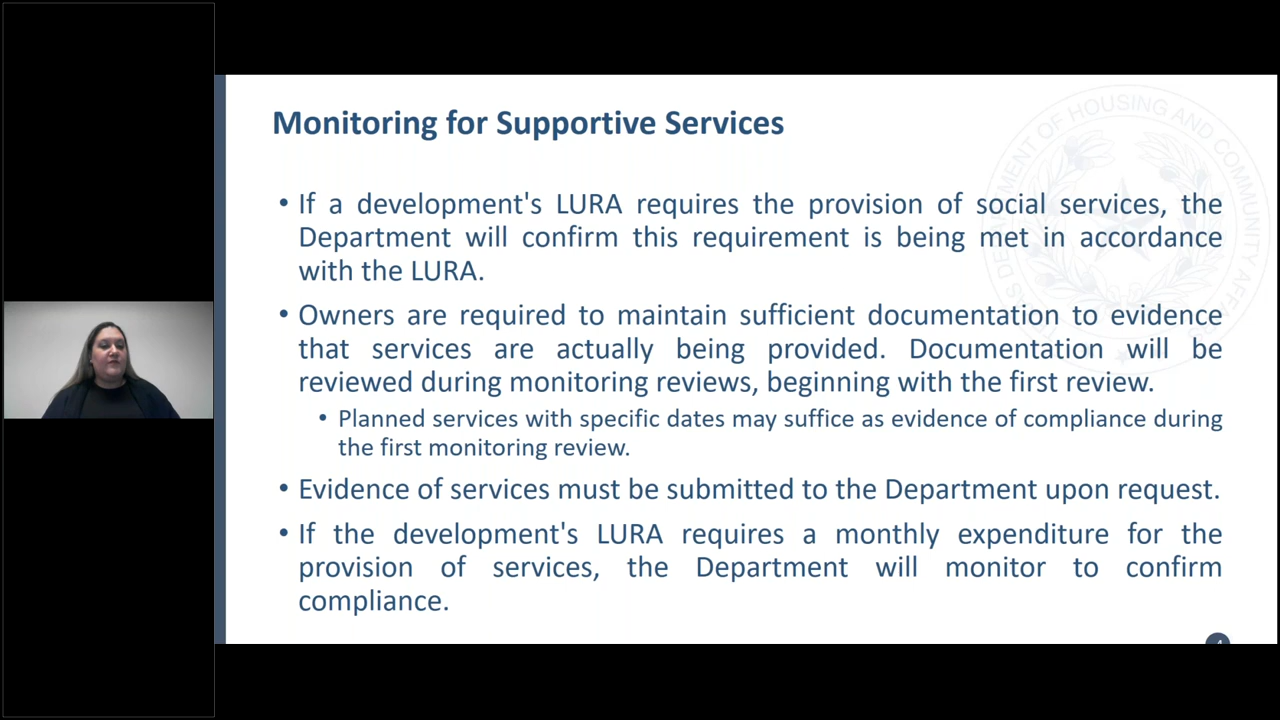 Monitoring for Supportive Services
• If a development's LURA requires the provision of social services, the
Department will confirm this requirement is being met in accordance
with the LURA.
• Owners are required to maintain sufficient documentation to evidence
that services are actually being provided. Documentation will be
reviewed during monitoring reviews, beginning with the first review.
• Planned services with specific dates may suffice as evidence of compliance during
the first monitoring review.
• Evidence of services must be submitted to the Department upon request.
• If the development's LURA requires a monthly expenditure for the
provision of services, the Department will monitor to confirm
compliance.